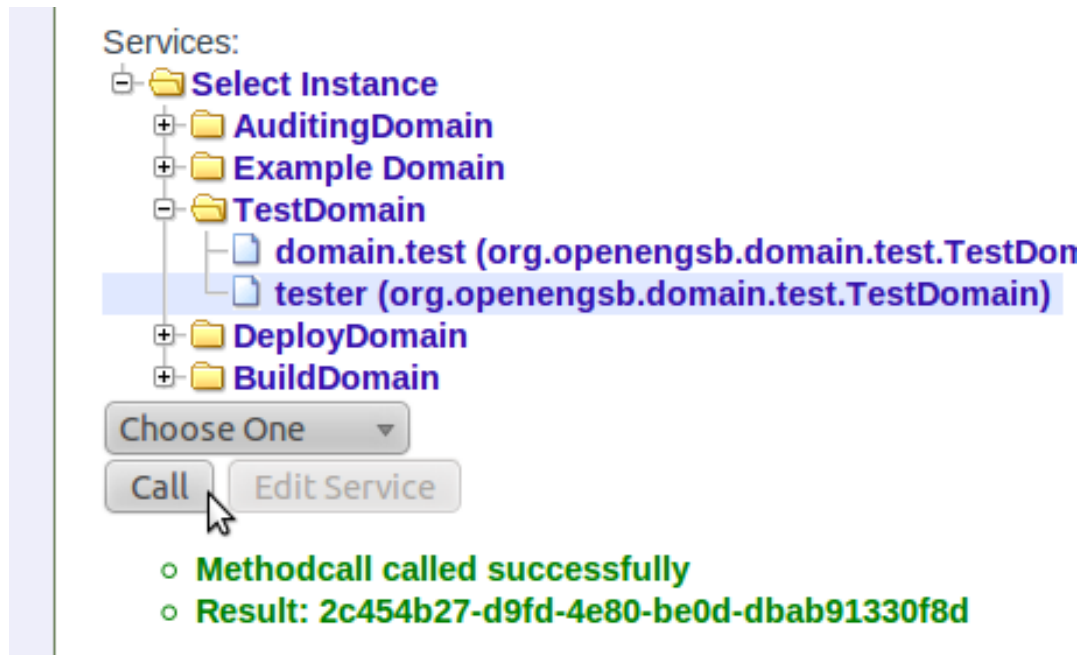 Services:
Select Instance
AuditingDomain
Example Domain
TestDomain
domain.test (org.openengsb.domain.test.TestDom
tester (org.openengsb.domain.test.TestDomain)
DeployDomain
BuildDomain
Choose One
Call Edit Service
Methodcall called successfully
Result: 2c454b27-d9fd-4e80-be0d-dbab91330f8d